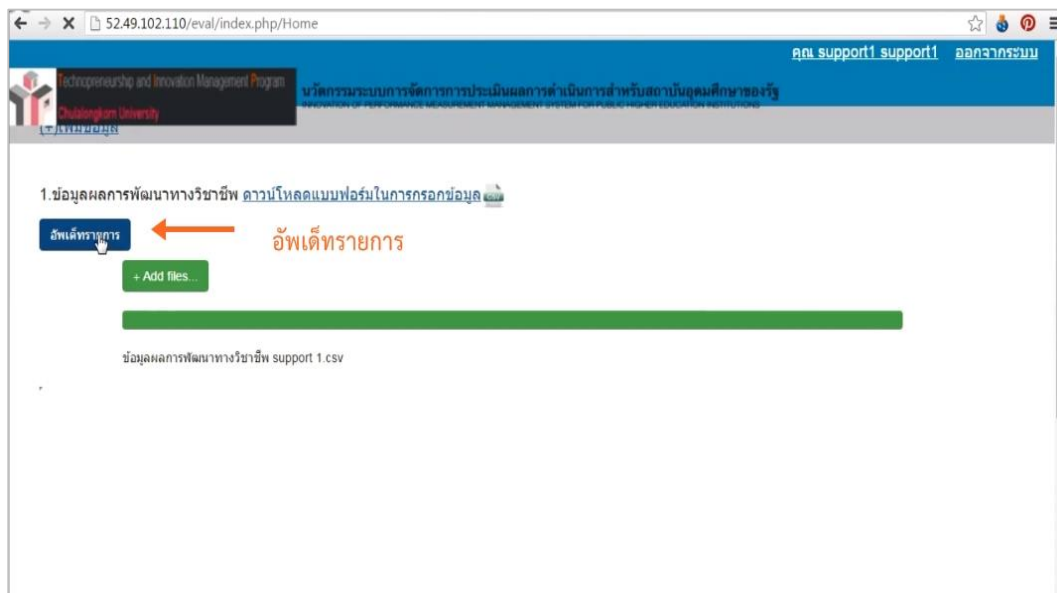 52.49.102.110/eval/index.php/Home
คุณ support1 support1 ออกจากระบบ
Technopreneurship and Innovation Management Program
Chulalongkorn University
นวัตกรรมระบบการจัดการการประเมินผลการดำเนินการสำหรับสถาบันอุดมศึกษาของรัฐ
INNOVATION OF PERFORMANCE MEASUREMENT MANAGEMENT SYSTEM FOR PUBLIC HIGHER EDUCATION INSTITUTIONS
(+)เพิ่มข้อมูล
1.ข้อมูลผลการพัฒนาทางวิชาชีพ ดาวน์โหลดแบบฟอร์มในการกรอกข้อมูล
อัพเด็ทรายการ
อัพเด็ทรายการ
+ Add files...
ข้อมูลผลการพัฒนาทางวิชาชีพ support 1.csv